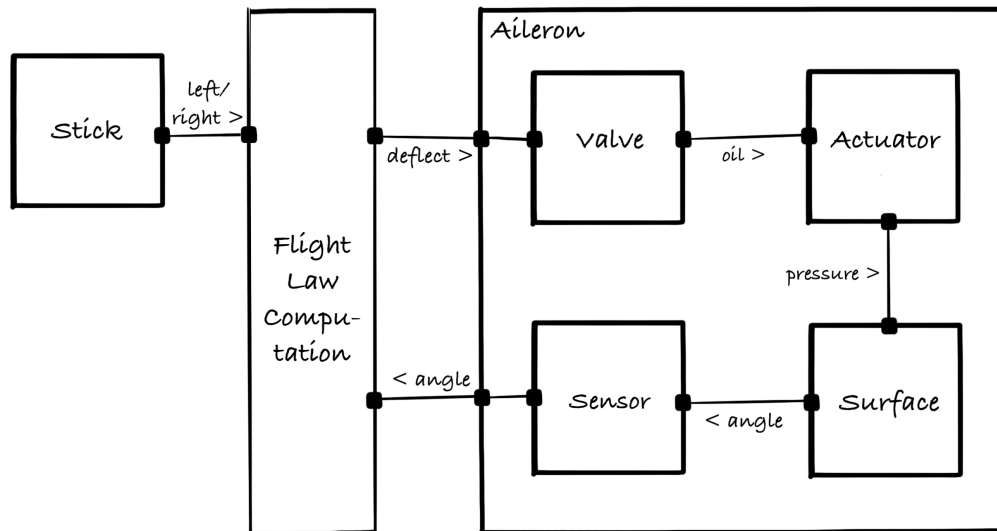 Aileron
Stick
left/
right >
deflect >
Valve
oil >
Actuator
Flight
Law
Compu-
tation
pressure >
< angle
Sensor
< angle
Surface